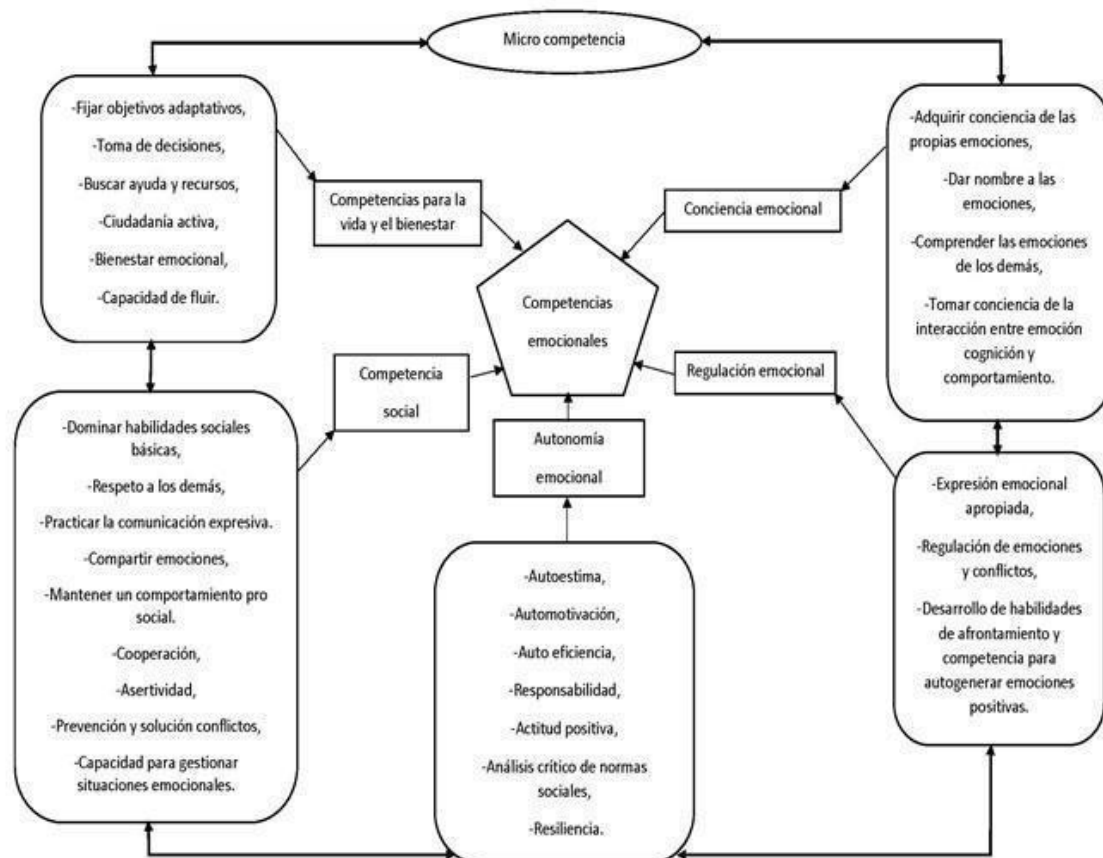 Micro competencia
-Fijar objetivos adaptativos,
-Toma de decisiones,
-Buscar ayuda y recursos,
-Ciudadanía activa,
-Bienestar emocional,
-Capacidad de fluir.
Competencias para la
vida y el bienestar
Conciencia emocional
-Adquirir conciencia de las
propias emociones,
-Dar nombre a las
emociones,
-Comprender las emociones
de los demás,
-Tomar conciencia de la
interacción entre emoción
cognición y
comportamiento.
Competencias
emocionales
Competencia
social
Regulación emocional
Autonomía
emocional
-Dominar habilidades sociales
básicas,
-Respeto a los demás,
-Practicar la comunicación expresiva.
-Compartir emociones,
-Mantener un comportamiento pro
social.
-Cooperación,
-Asertividad,
-Prevención y solución conflictos,
-Capacidad para gestionar
situaciones emocionales.
-Autoestima,
-Automotivación,
-Auto eficiencia,
-Responsabilidad,
-Actitud positiva,
-Análisis crítico de normas
sociales,
-Resiliencia.
-Expresión emocional
apropiada,
-Regulación de emociones
y conflictos,
-Desarrollo de habilidades
de afrontamiento y
competencia para
autogenerar emociones
positivas.